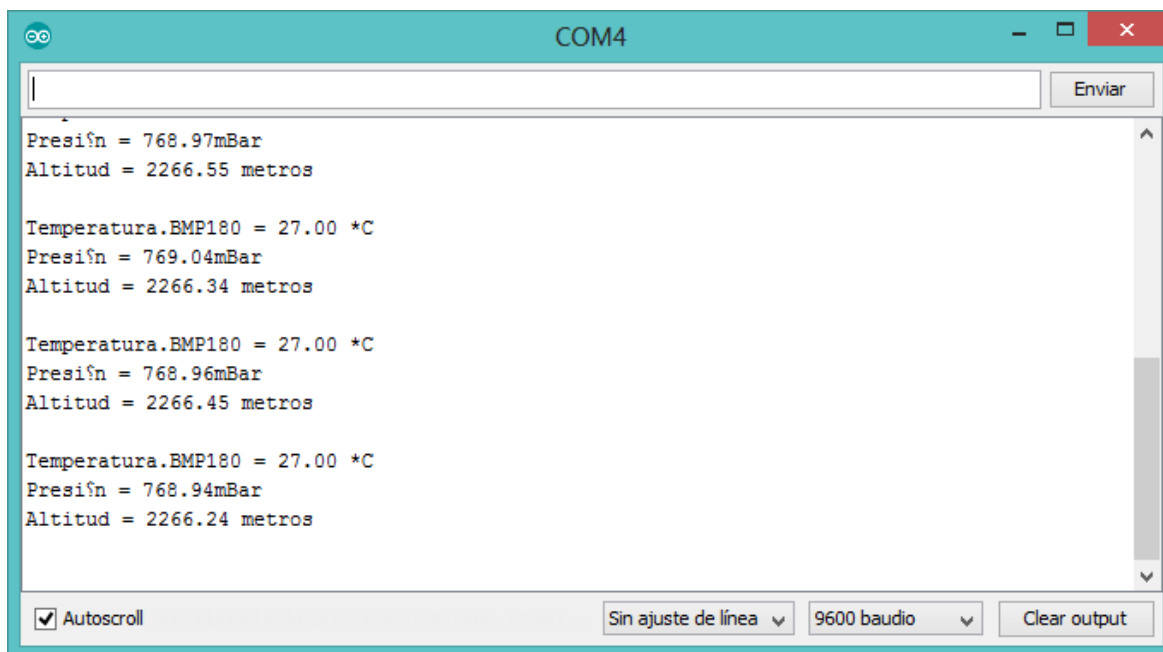 COM4
Enviar
Presi⸮n = 768.97mBar
Altitud = 2266.55 metros
Temperatura.BMP180 = 27.00 *C
Presi⸮n = 769.04mBar
Altitud = 2266.34 metros
Temperatura.BMP180 = 27.00 *C
Presi⸮n = 768.96mBar
Altitud = 2266.45 metros
Temperatura.BMP180 = 27.00 *C
Presi⸮n = 768.94mBar
Altitud = 2266.24 metros
Autoscroll Sin ajuste de línea 9600 baudio Clear output